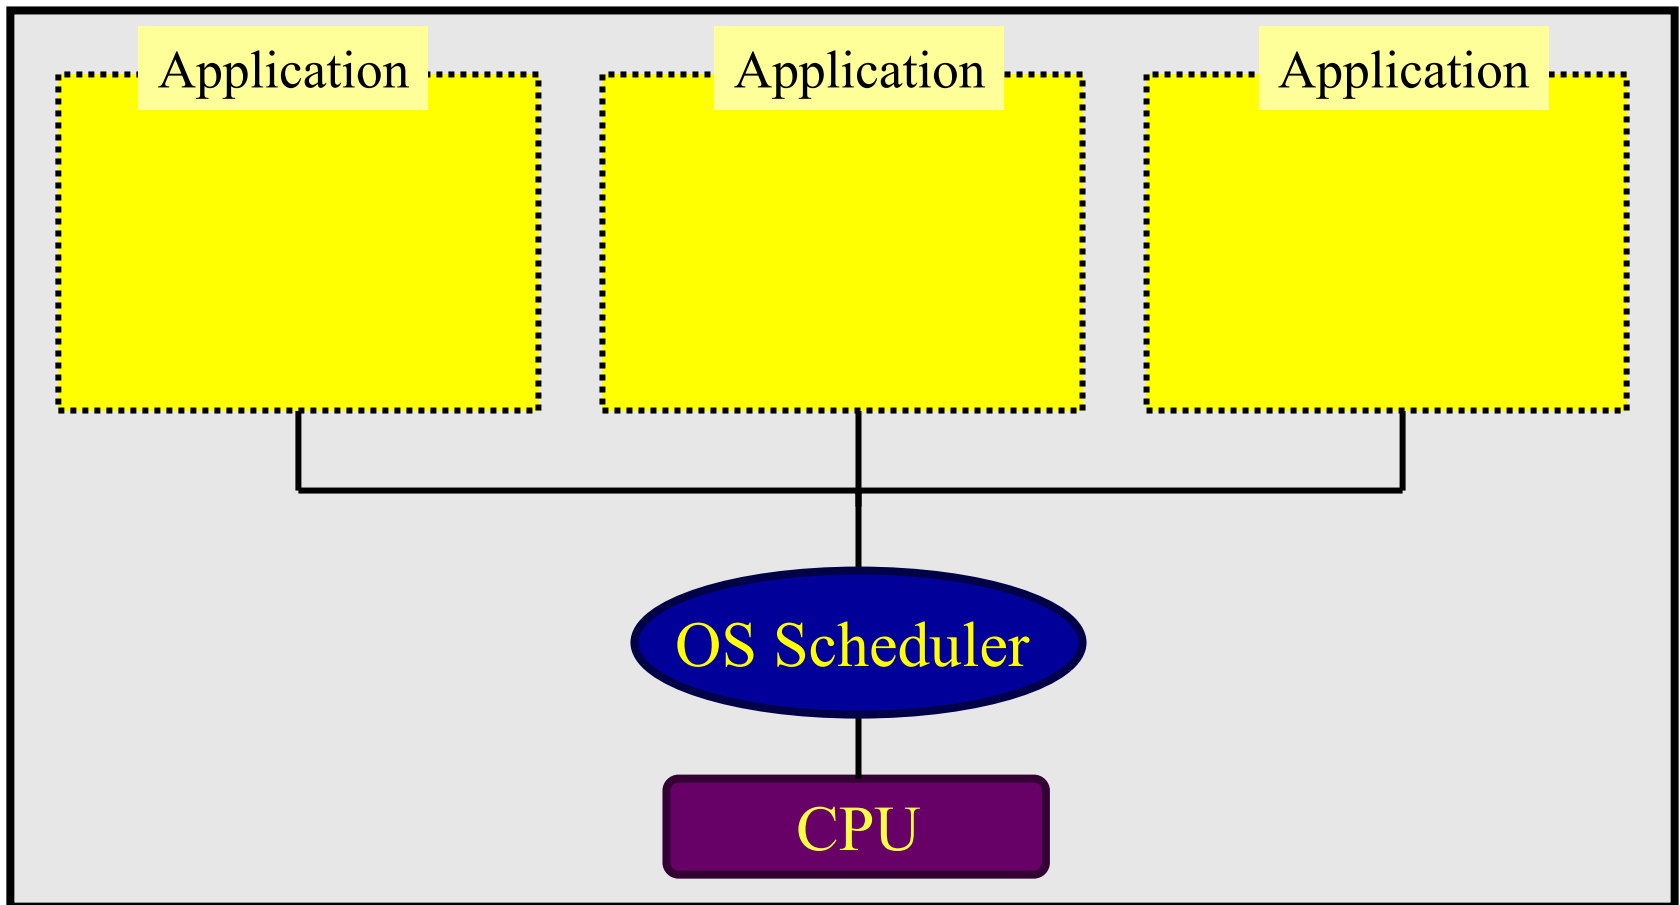 Application
Application
Application
OS Scheduler
CPU